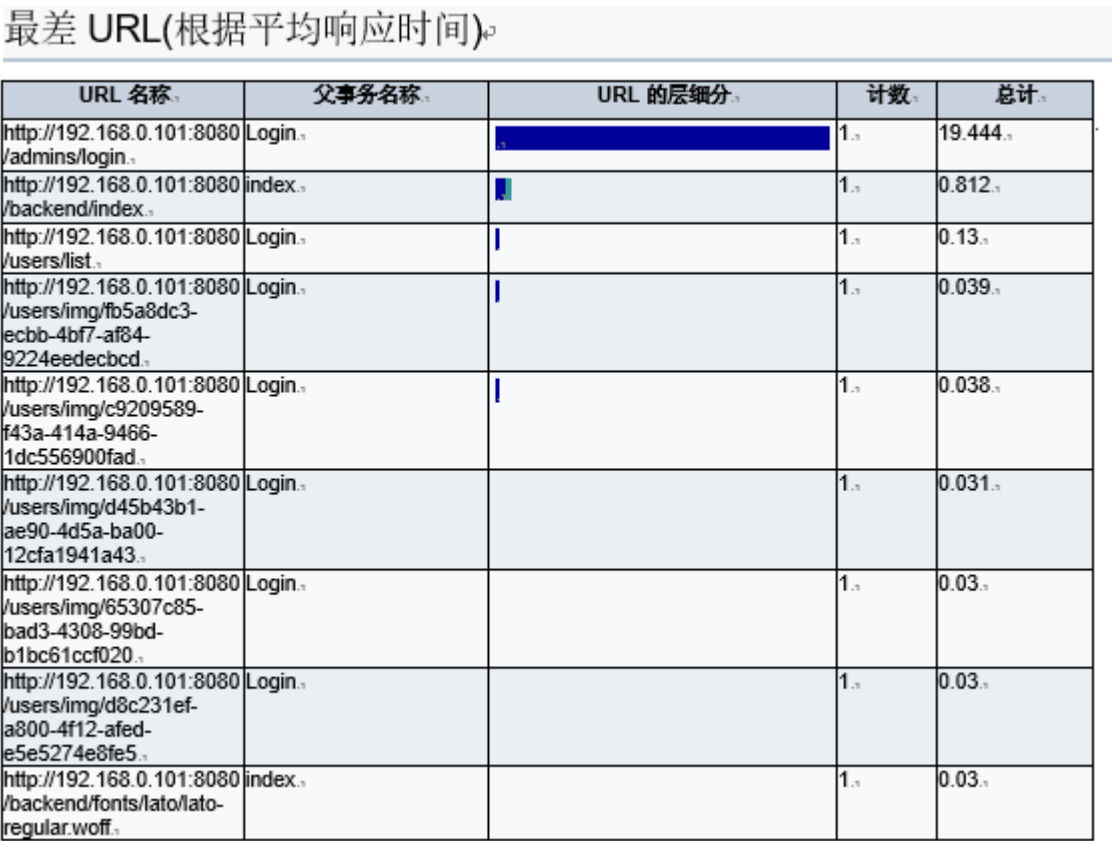 最差 URL(根据平均响应时间)
URL 名称 父事务名称 URL 的层细分 计数 总计
http://192.168.0.101:8080 Login 1 19.444
/admins/login
http://192.168.0.101:8080 index 1 0.812
/backend/index
http://192.168.0.101:8080 Login 1 0.13
/users/list
http://192.168.0.101:8080 Login 1 0.039
/users/img/fb5a8dc3-
ecbb-4bf7-af84-
9224eedecbcd
http://192.168.0.101:8080 Login 1 0.038
/users/img/c9209589-
f43a-414a-9466-
1dc556900fad
http://192.168.0.101:8080 Login 1 0.031
/users/img/d45b43b1-
ae90-4d5a-ba00-
12cfa1941a43
http://192.168.0.101:8080 Login 1 0.03
/users/img/65307c85-
bad3-4308-99bd-
b1bc61ccf020
http://192.168.0.101:8080 Login 1 0.03
/users/img/d8c231ef-
a800-4f12-afed-
e5e5274e8fe5
http://192.168.0.101:8080 index 1 0.03
/backend/fonts/lato/lato-
regular.woff